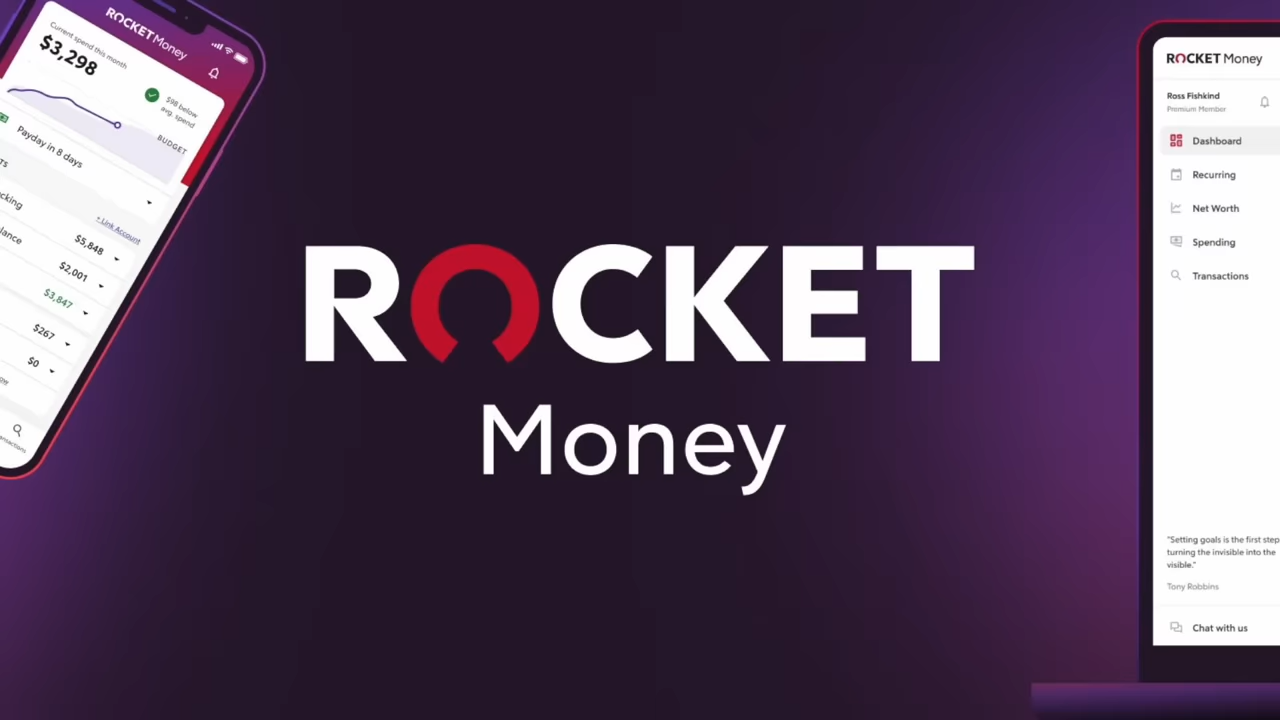 ROCKET Money
Current spend this month
$3,298
$98 below
avg. spend
BUDGET
Payday in 8 days
+ Link Account
$5,848
$2,001
$3,847
$267
$0
ROCKET
Money
ROCKET Money
Ross Fishkind
Premium Member
Dashboard
Recurring
Net Worth
Spending
Transactions
"Setting goals is the first step
turning the invisible into the
visible."
Tony Robbins
Chat with us